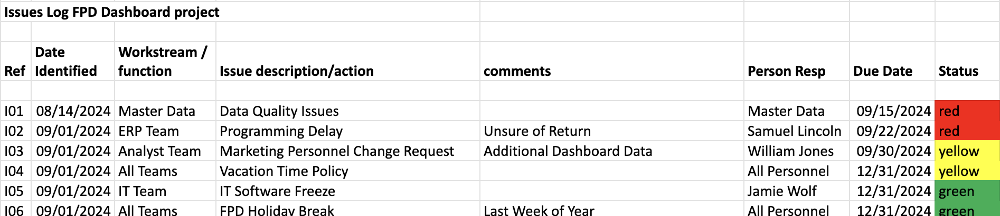 Issues Log FPD Dashboard project
Ref Date Identified Workstream / function Issue description/action comments Person Resp Due Date Status
I01 08/14/2024 Master Data Data Quality Issues Master Data 09/15/2024 red
I02 09/01/2024 ERP Team Programming Delay Unsure of Return Samuel Lincoln 09/22/2024 red
I03 09/01/2024 Analyst Team Marketing Personnel Change Request Additional Dashboard Data William Jones 09/30/2024 yellow
I04 09/01/2024 All Teams Vacation Time Policy All Personnel 12/31/2024 yellow
I05 09/01/2024 IT Team IT Software Freeze Jamie Wolf 12/31/2024 green
I06 09/01/2024 All Teams FPD Holiday Break Last Week of Year All Personnel 12/31/2024 green